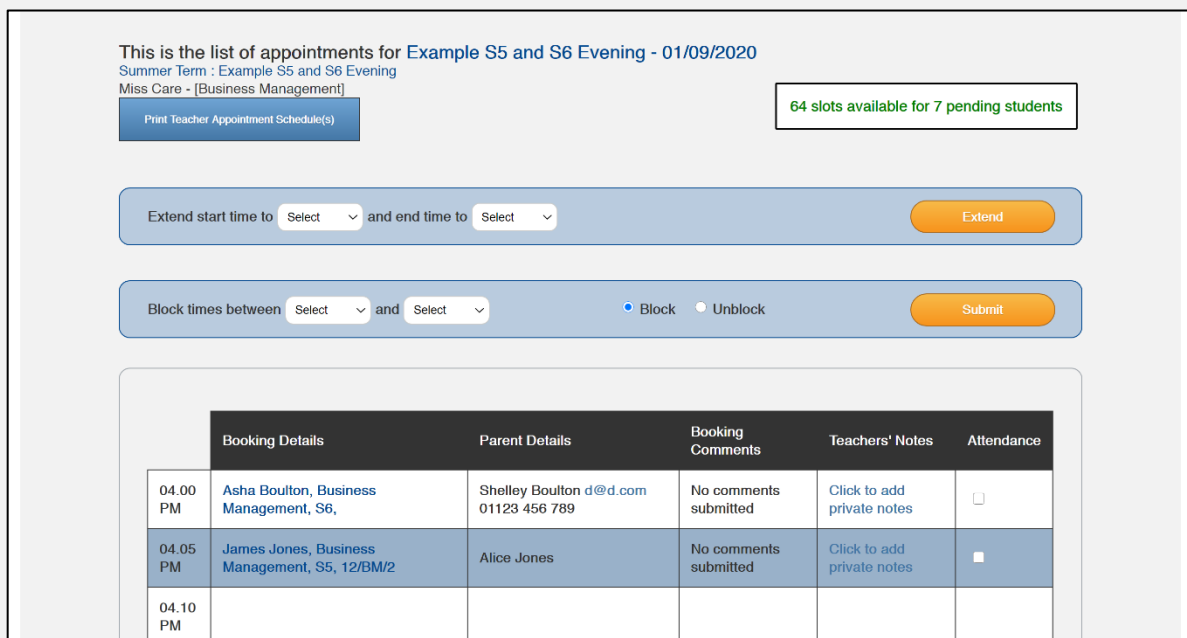 This is the list of appointments for Example S5 and S6 Evening - 01/09/2020
Summer Term : Example S5 and S6 Evening
Miss Care - [Business Management]
Print Teacher Appointment Schedule(s)
64 slots available for 7 pending students
Extend start time to Select and end time to Select Extend
Block times between Select and Select Block Unblock Submit
Booking Details Parent Details Booking Comments Teachers' Notes Attendance
04.00 PM Asha Boulton, Business Management, S6, Shelley Boulton d@d.com 01123 456 789 No comments submitted Click to add private notes
04.05 PM James Jones, Business Management, S5, 12/BM/2 Alice Jones No comments submitted Click to add private notes
04.10 PM